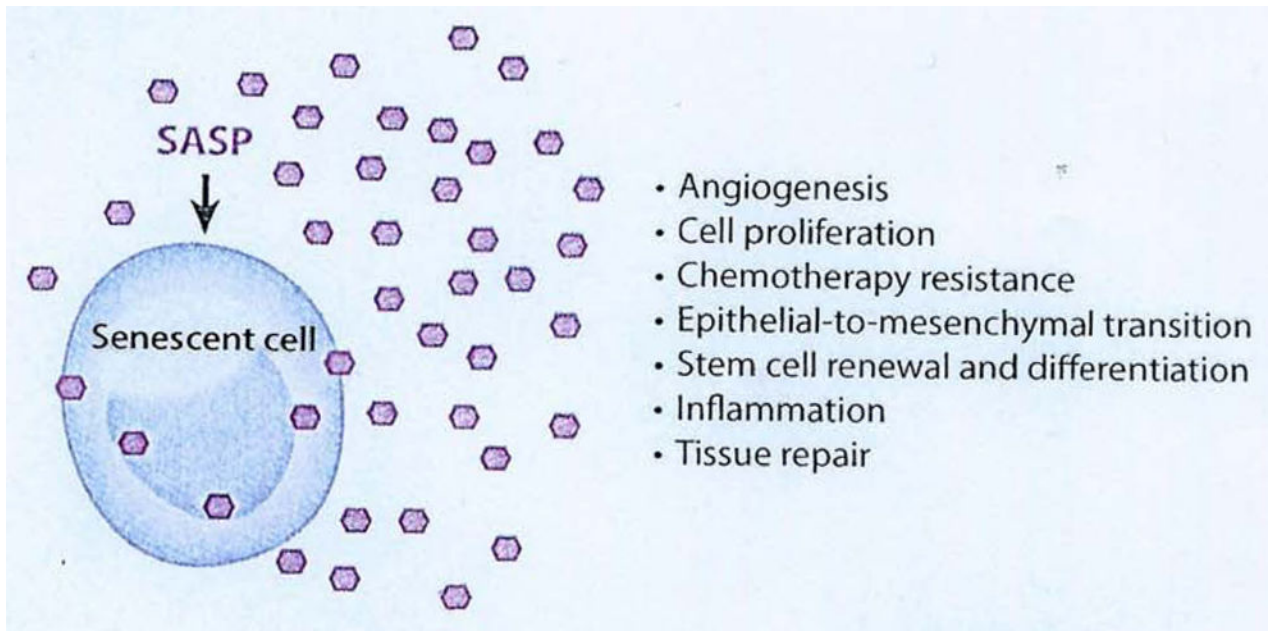 SASP
Senescent cell
• Angiogenesis
• Cell proliferation
• Chemotherapy resistance
• Epithelial-to-mesenchymal transition
• Stem cell renewal and differentiation
• Inflammation
• Tissue repair